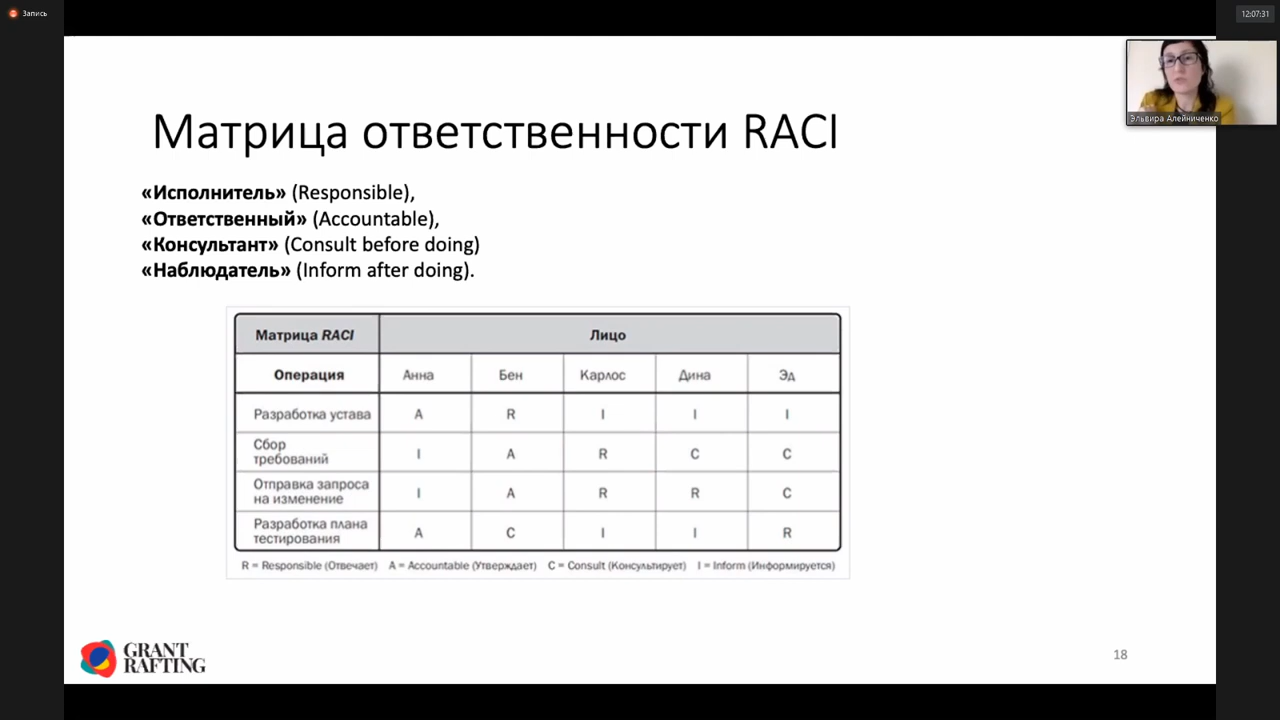 Запись
12:07:31
Эльвира Алейниченко
Матрица ответственности RACI
«Исполнитель» (Responsible),
«Ответственный» (Accountable),
«Консультант» (Consult before doing)
«Наблюдатель» (Inform after doing).
Матрица RACI Лицо
Операция Анна Бен Карлос Дина Эд
Разработка устава A R I I I
Сбор
требований I A R C C
Отправка запроса
на изменение I A R R C
Разработка плана
тестирования A C I I R
R = Responsible (Отвечает) A = Accountable (Утверждает) C = Consult (Консультирует) I = Inform (Информируется)
GRANT
RAFTING
18